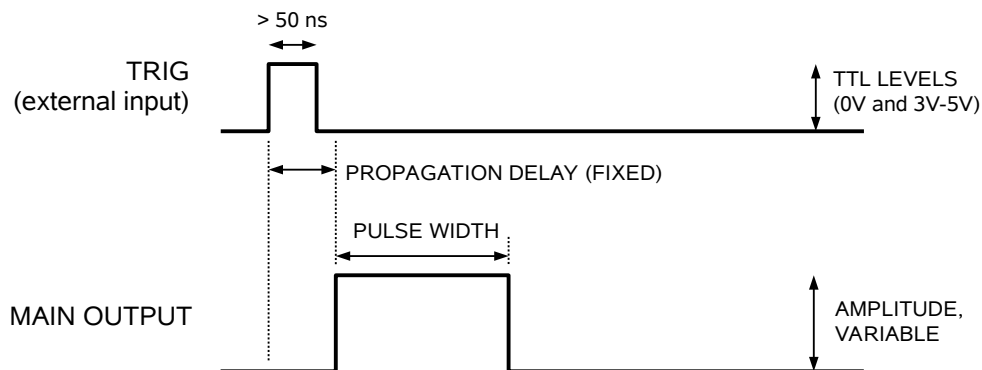 > 50 ns
TRIG
(external input)
TTL LEVELS
(0V and 3V-5V)
PROPAGATION DELAY (FIXED)
PULSE WIDTH
MAIN OUTPUT
AMPLITUDE,
VARIABLE